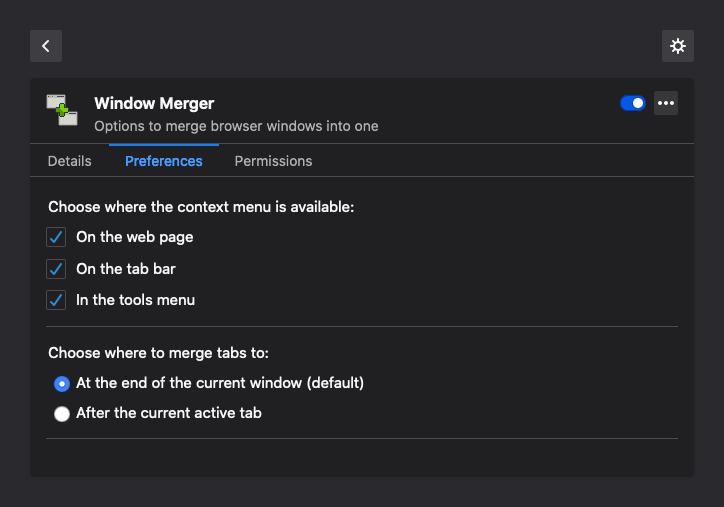 Window Merger
Options to merge browser windows into one
Details Preferences Permissions
Choose where the context menu is available:
On the web page
On the tab bar
In the tools menu
Choose where to merge tabs to:
At the end of the current window (default)
After the current active tab